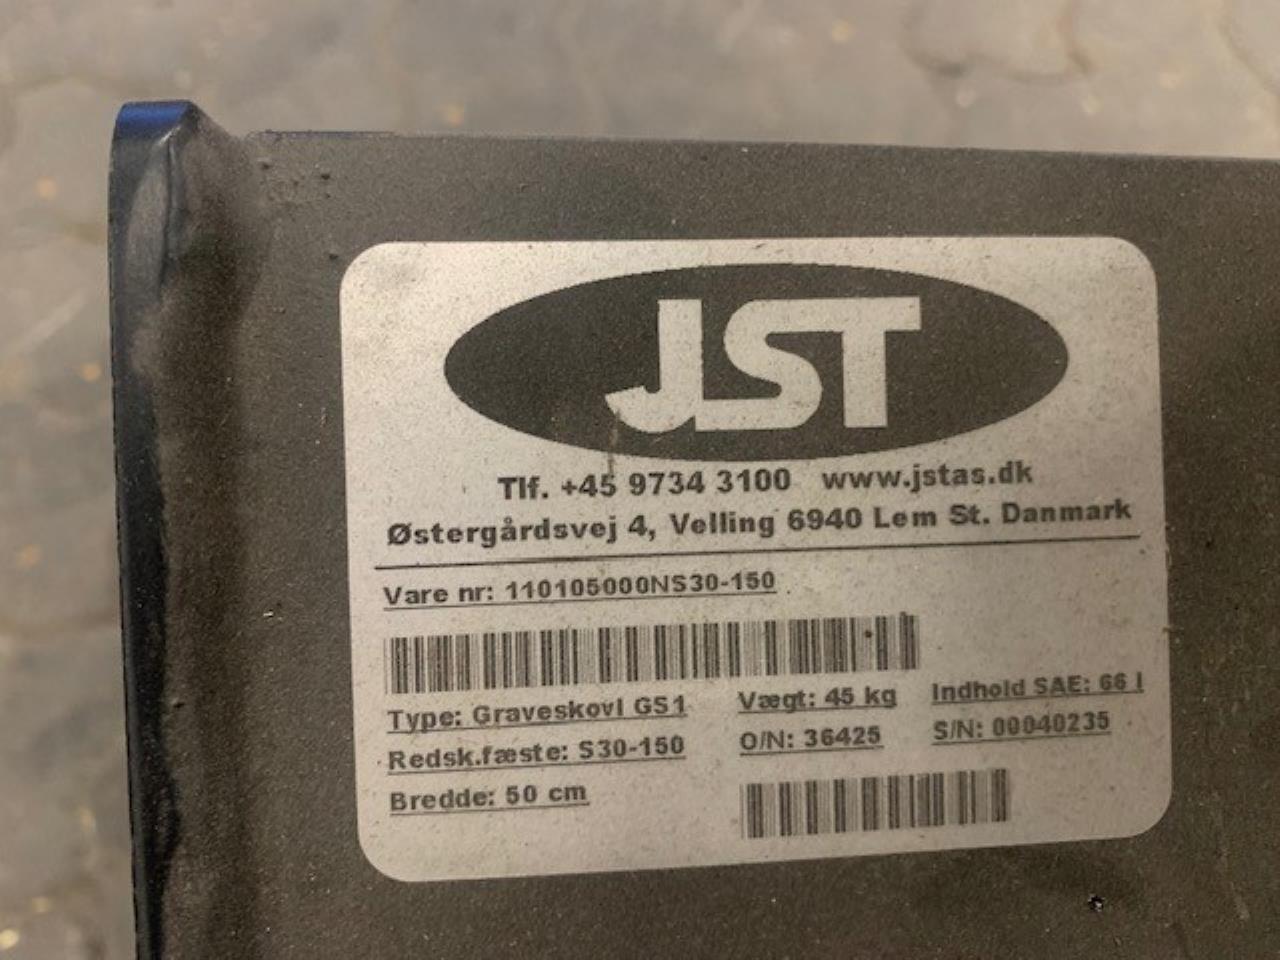 JST
Tlf. +45 9734 3100 www.jstas.dk
Østergårdsvej 4, Velling 6940 Lem St. Danmark
Vare nr: 110105000NS30-150
Type: Graveskovl GS1 Vægt: 45 kg Indhold SAE: 66 l
Redsk.fæste: S30-150 O/N: 36425 S/N: 00040235
Bredde: 50 cm